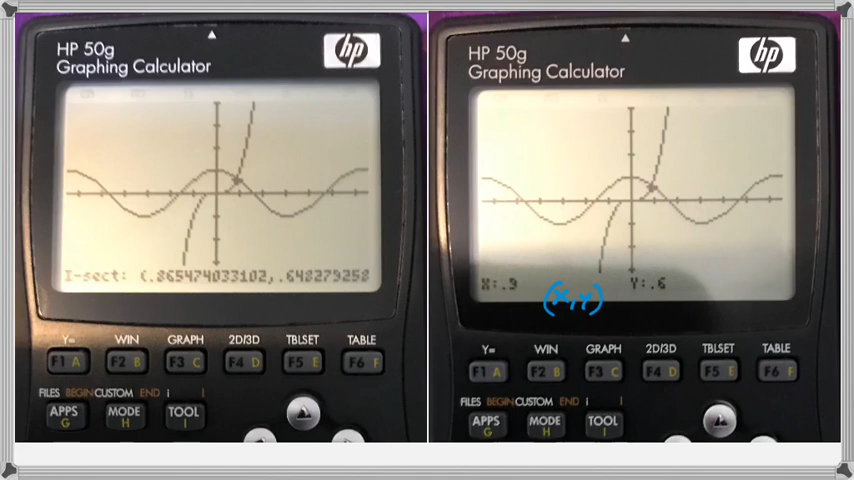 HP 50g
Graphing Calculator
hp
I-sect: (.865474033102,.648279258
Y= WIN GRAPH 2D/3D TBLSET TABLE
F1 A F2 B F3 C F4 D F5 E F6 F
FILES BEGIN CUSTOM END i I
APPS MODE TOOL
G H I
HP 50g
Graphing Calculator
hp
X:.9 Y:.6
(X,Y)
Y= WIN GRAPH 2D/3D TBLSET TABLE
F1 A F2 B F3 C F4 D F5 E F6 F
FILES BEGIN CUSTOM END i I
APPS MODE TOOL
G H I